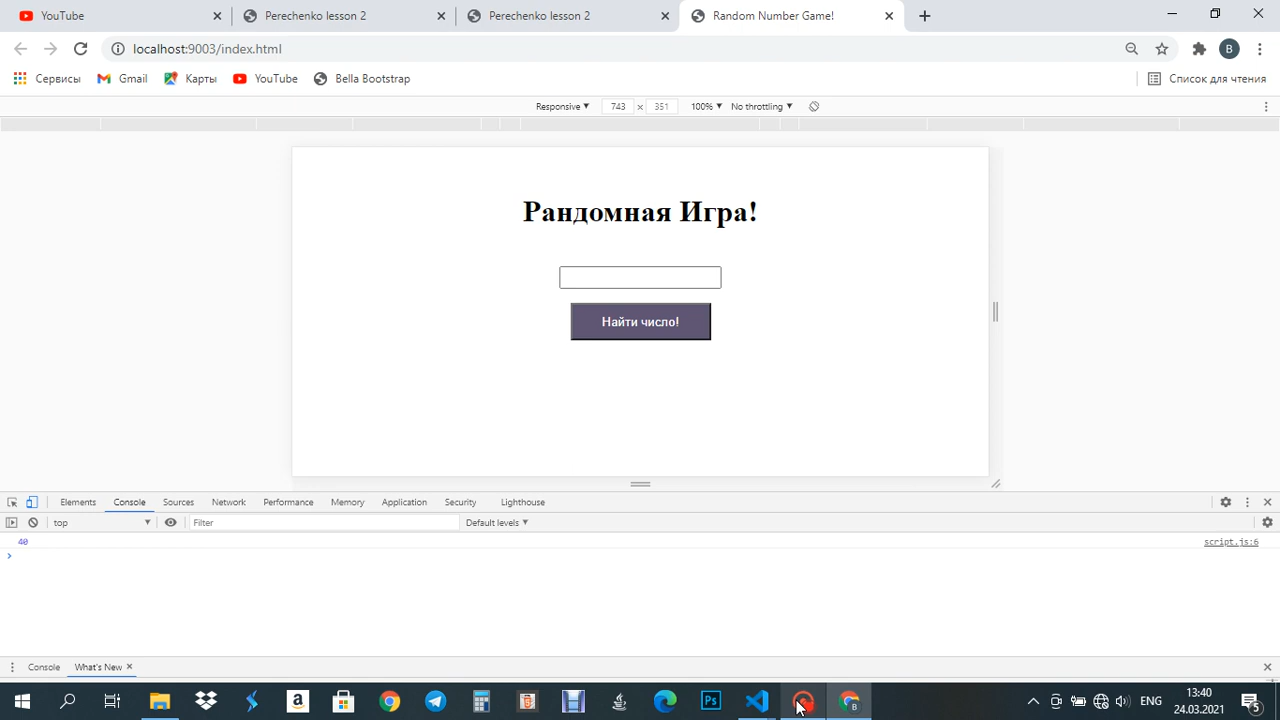 YouTube
Perechenko lesson 2
Perechenko lesson 2
Random Number Game!
localhost:9003/index.html
B
Сервисы
Gmail
Карты
YouTube
Bella Bootstrap
Список для чтения
Responsive
743 x 351
100%
No throttling
Рандомная Игра!
Найти число!
Elements
Console
Sources
Network
Performance
Memory
Application
Security
Lighthouse
top
Filter
Default levels
40
script.js:6
Console
What's New
ENG
13:40
24.03.2021
5